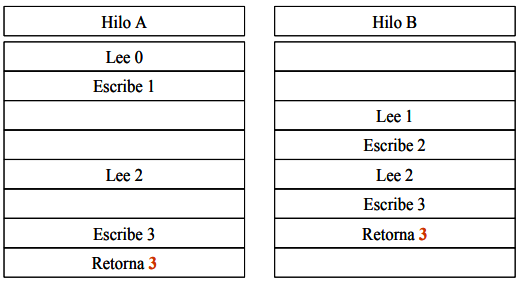 Hilo A
Lee 0
Escribe 1
Lee 2
Escribe 3
Retorna 3
Hilo B
Lee 1
Escribe 2
Lee 2
Escribe 3
Retorna 3